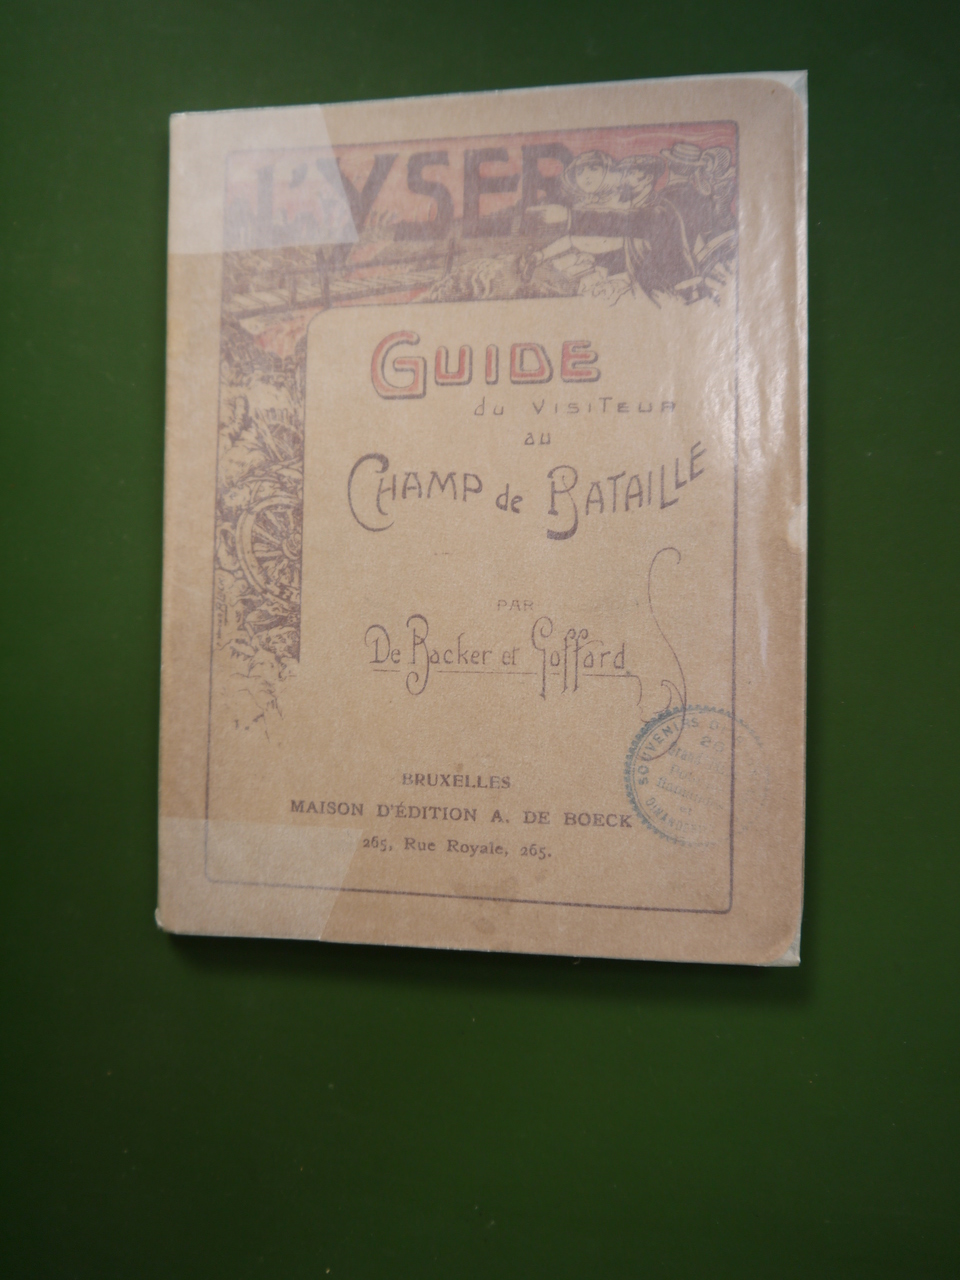 L'YSER
GUIDE
du VISITEUR
au
CHAMP de BATAILLE
PAR
De Backer et Goffard
BRUXELLES
MAISON D'ÉDITION A. DE BOECK
265, Rue Royale, 265.
SOUVENIRS